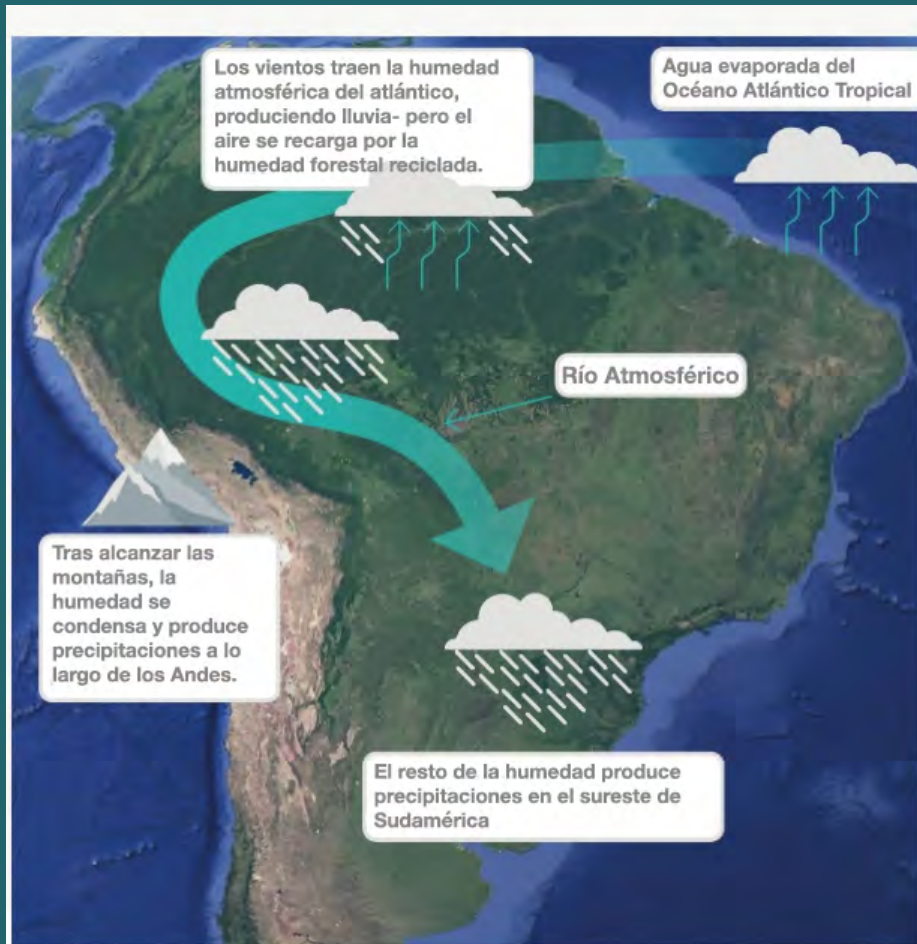 Los vientos traen la humedad
atmosférica del atlántico,
produciendo lluvia- pero el
aire se recarga por la
humedad forestal reciclada.
Agua evaporada del
Océano Atlántico Tropical
Río Atmosférico
Tras alcanzar las
montañas, la
humedad se
condensa y produce
precipitaciones a lo
largo de los Andes.
El resto de la humedad produce
precipitaciones en el sureste de
Sudamérica